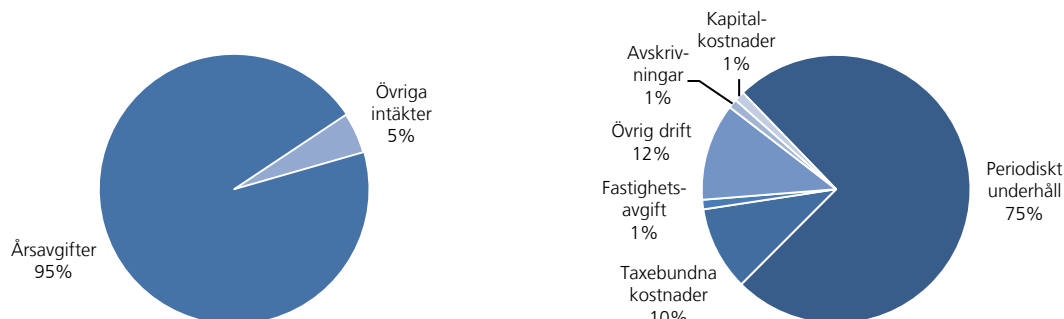 Övriga
intäkter
5%
Årsavgifter
95%
Kapital-
kostnader
1%
Avskriv-
ningar
1%
Övrig drift
12%
Fastighets-
avgift
1%
Taxebundna
kostnader
10%
Periodiskt
underhåll
75%